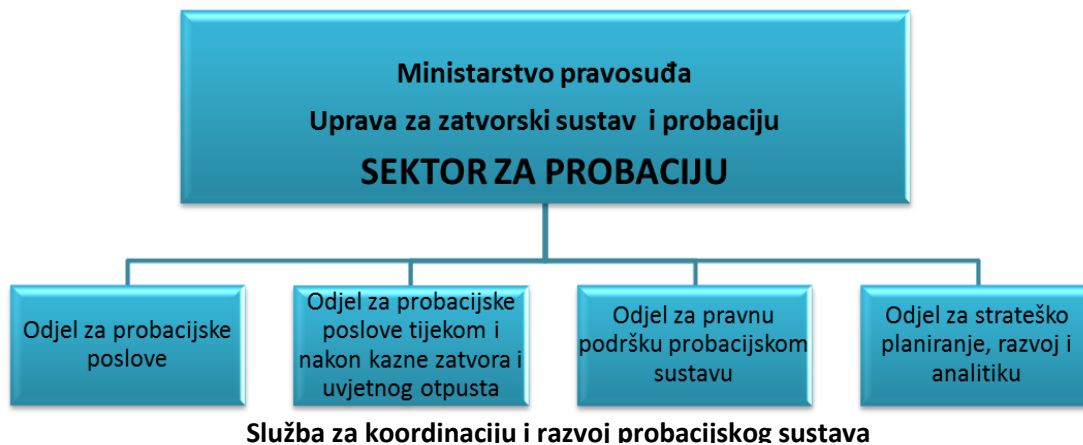 Ministarstvo pravosuđa
Uprava za zatvorski sustav i probaciju
SEKTOR ZA PROBACIJU
Odjel za probacijske
poslove
Odjel za probacijske
poslove tijekom i
nakon kazne zatvora i
uvjetnog otpusta
Odjel za pravnu
podršku probacijskom
sustavu
Odjel za strateško
planiranje, razvoj i
analitiku
Služba za koordinaciju i razvoj probacijskog sustava